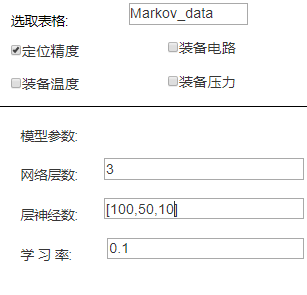 选取表格: Markov_data
定位精度 装备电路
装备温度 装备压力
模型参数:
网络层数: 3
层神经数: [100,50,10]
学 习 率: 0.1